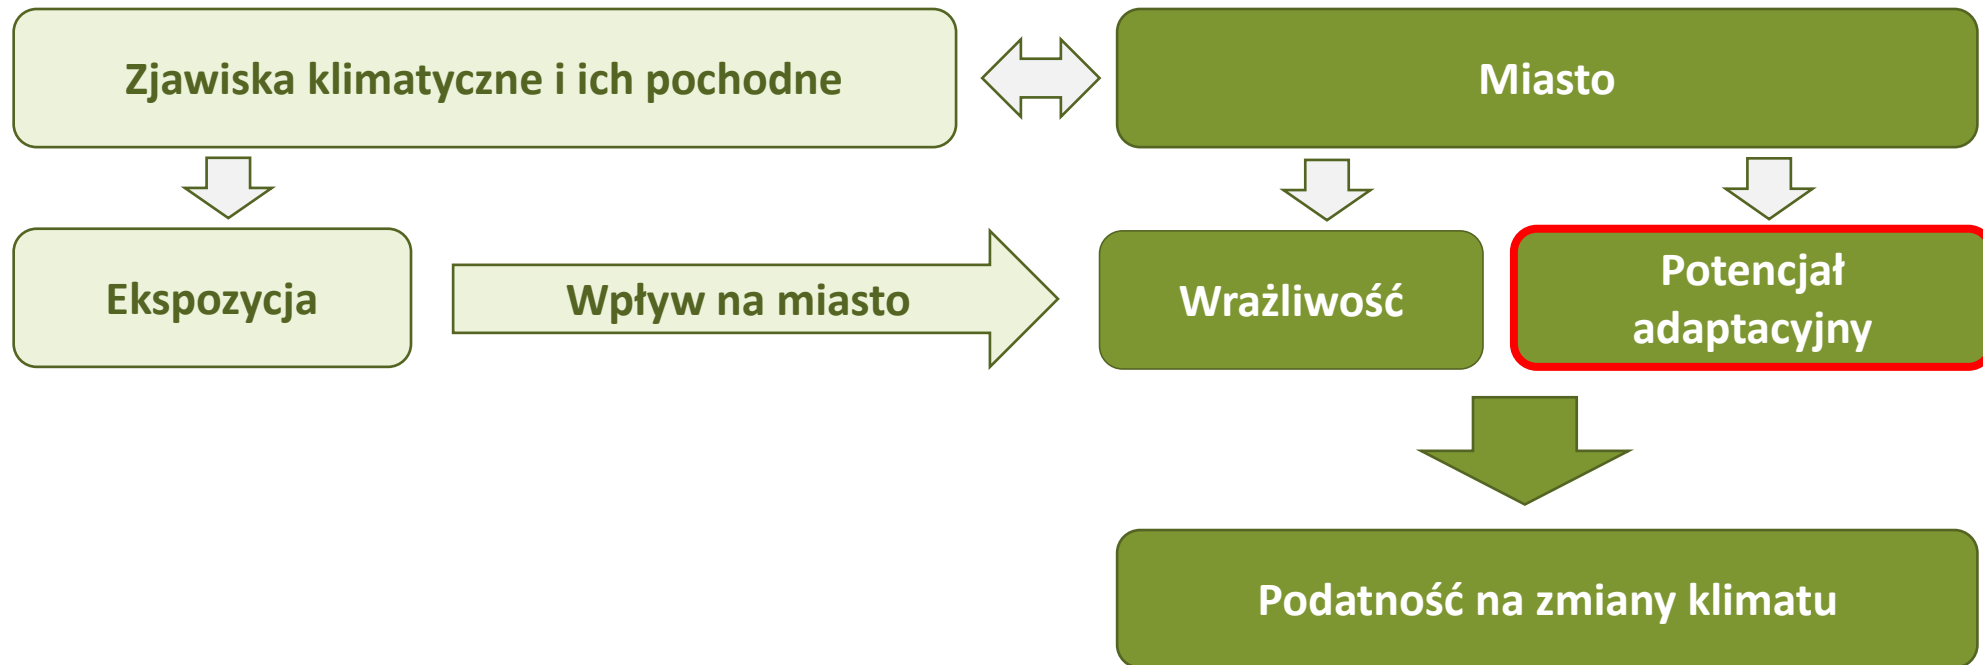 Zjawiska klimatyczne i ich pochodne
Miasto
Ekspozycja
Wpływ na miasto
Wrażliwość
Potencjał
adaptacyjny
Podatność na zmiany klimatu